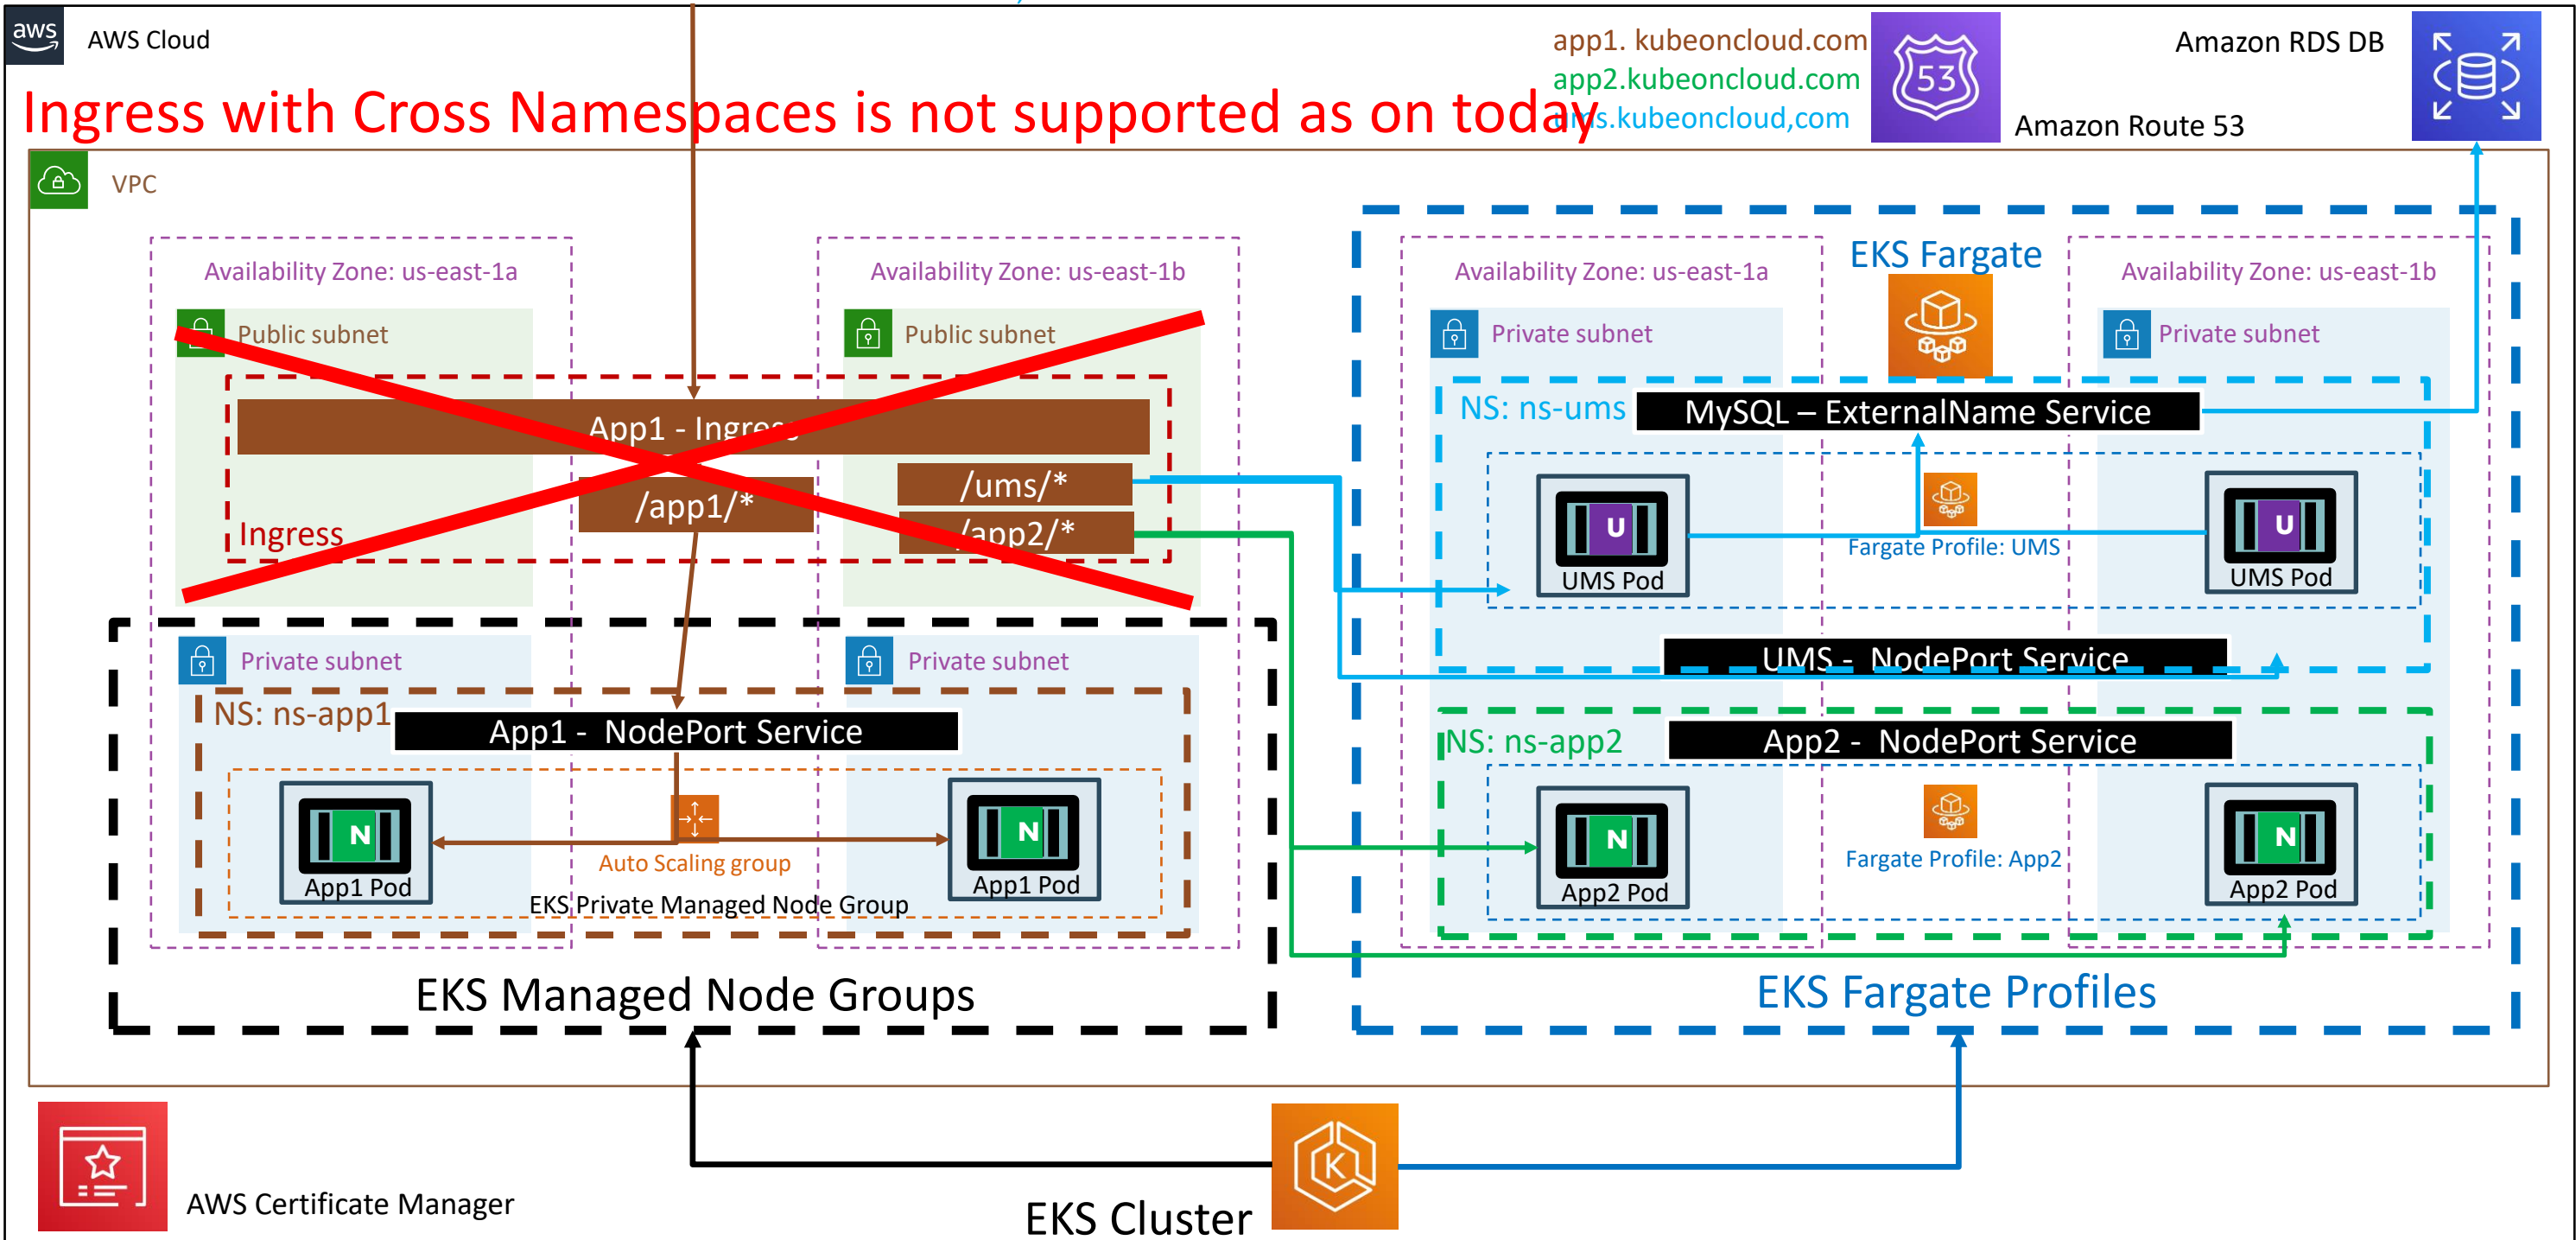 aws
AWS Cloud
app1. kubeoncloud.com
app2.kubeoncloud.com
ums.kubeoncloud,com
53
Amazon Route 53
Amazon RDS DB
Ingress with Cross Namespaces is not supported as on today
VPC
Availability Zone: us-east-1a
Availability Zone: us-east-1b
Public subnet
Public subnet
App1 - Ingress
/app1/*
/ums/*
/app2/*
Ingress
Private subnet
Private subnet
NS: ns-app1
App1 - NodePort Service
N
App1 Pod
Auto Scaling group
EKS Private Managed Node Group
N
App1 Pod
EKS Managed Node Groups
Availability Zone: us-east-1a
EKS Fargate
Availability Zone: us-east-1b
Private subnet
Private subnet
NS: ns-ums
MySQL – ExternalName Service
U
UMS Pod
Fargate Profile: UMS
U
UMS Pod
UMS - NodePort Service
NS: ns-app2
App2 - NodePort Service
N
App2 Pod
Fargate Profile: App2
N
App2 Pod
EKS Fargate Profiles
AWS Certificate Manager
EKS Cluster
K